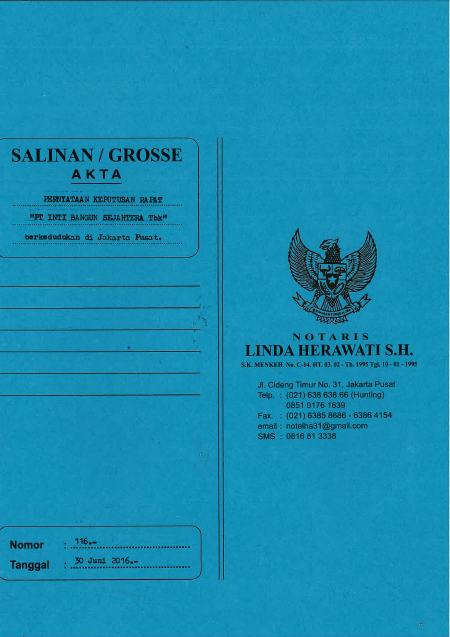 SALINAN / GROSSE
AKTA
PERNYATAAN KEPUTUSAN RAPAT
"PT INTI BANGUN SEJAHTERA Tbk"
berkedudukan di Jakarta Pusat.
NOTARIS
LINDA HERAWATI S.H.
S.K. MENKEH. No. C-14. HT. 03. 02 - Th. 1995 Tgl. 10 - 01 - 1995
Jl. Cideng Timur No. 31, Jakarta Pusat
Telp. : (021) 638 638 66 (Hunting)
0851 0176 1639
Fax. : (021) 6385 8686 - 6386 4154
email : notelha31@gmail.com
SMS : 0816 81 3338
Nomor : 116.-
Tanggal : 30 Juni 2016.-